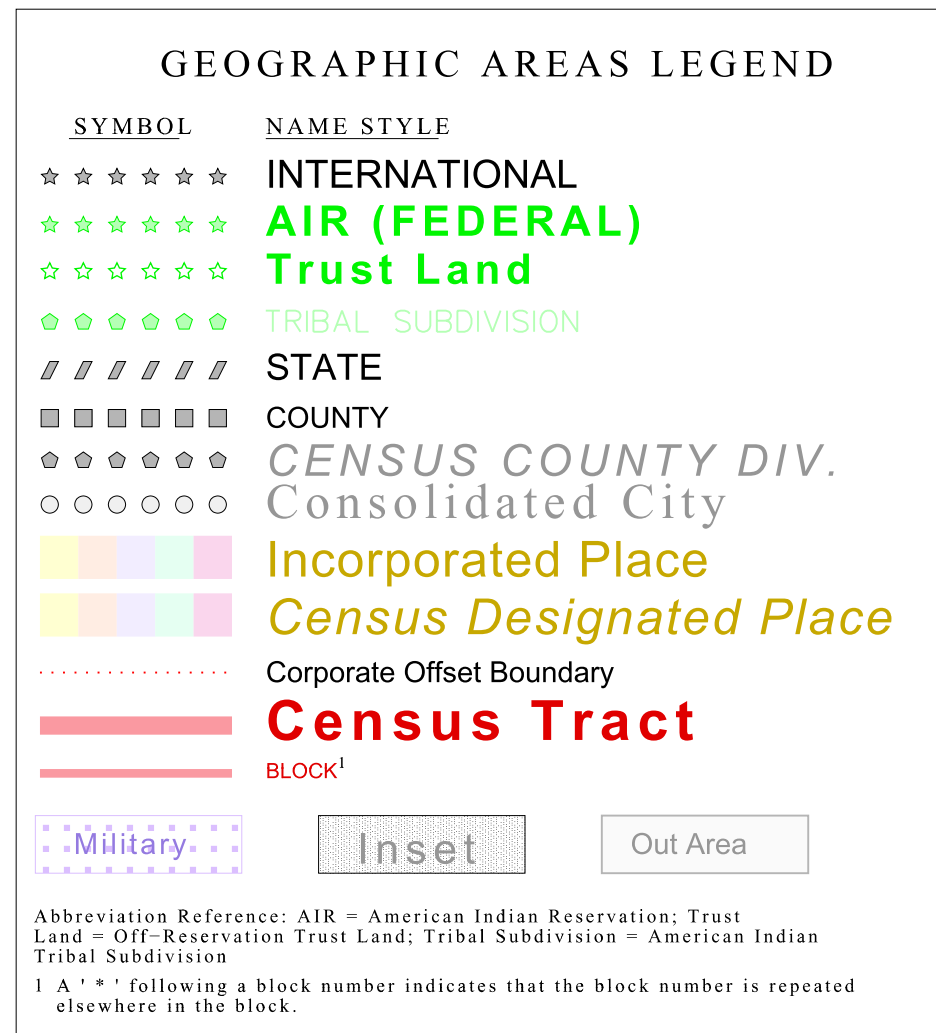 GEOGRAPHIC AREAS LEGEND
SYMBOL NAME STYLE
INTERNATIONAL
AIR (FEDERAL)
Trust Land
TRIBAL SUBDIVISION
STATE
COUNTY
CENSUS COUNTY DIV.
Consolidated City
Incorporated Place
Census Designated Place
Corporate Offset Boundary
Census Tract
BLOCK¹
Military Inset Out Area
Abbreviation Reference: AIR = American Indian Reservation; Trust
Land = Off−Reservation Trust Land; Tribal Subdivision = American Indian
Tribal Subdivision
1 A ' * ' following a block number indicates that the block number is repeated
elsewhere in the block.